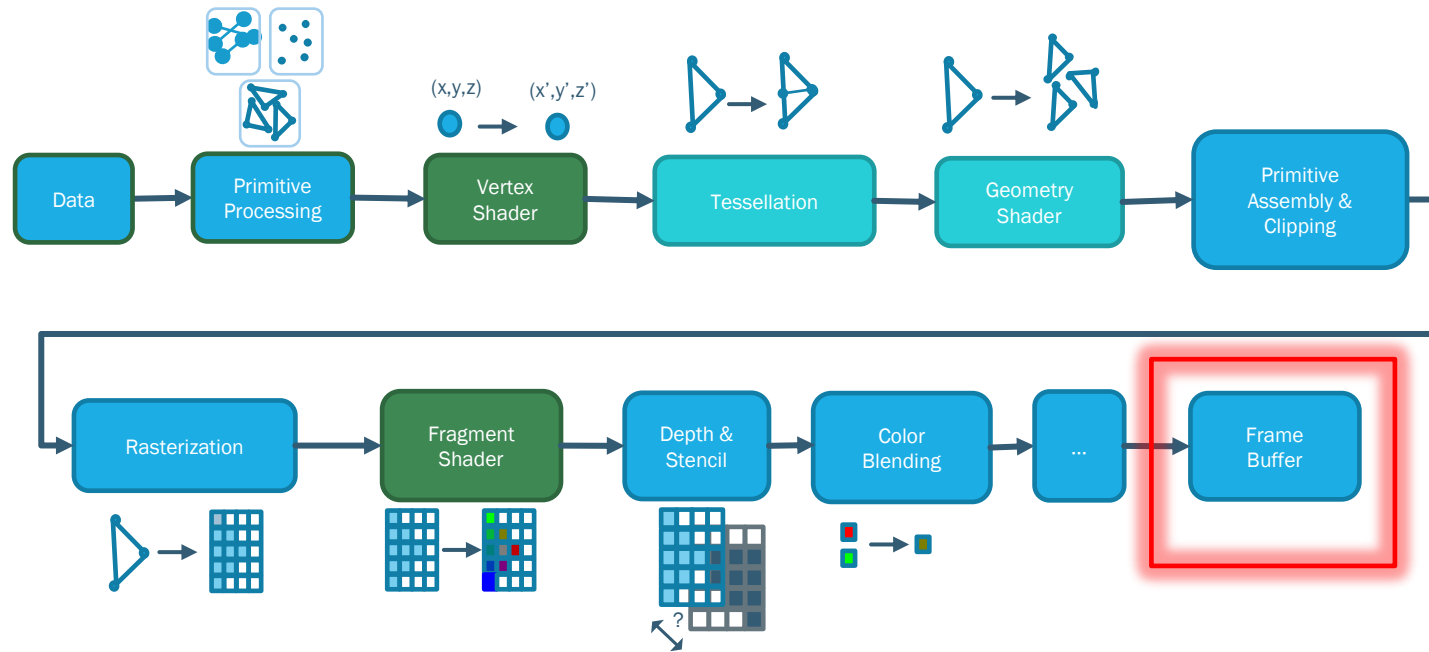 (x,y,z)
(x’,y’,z’)
Data
Primitive
Processing
Vertex
Shader
Tessellation
Geometry
Shader
Primitive
Assembly &
Clipping
Rasterization
Fragment
Shader
Depth &
Stencil
Color
Blending
...
Frame
Buffer
?